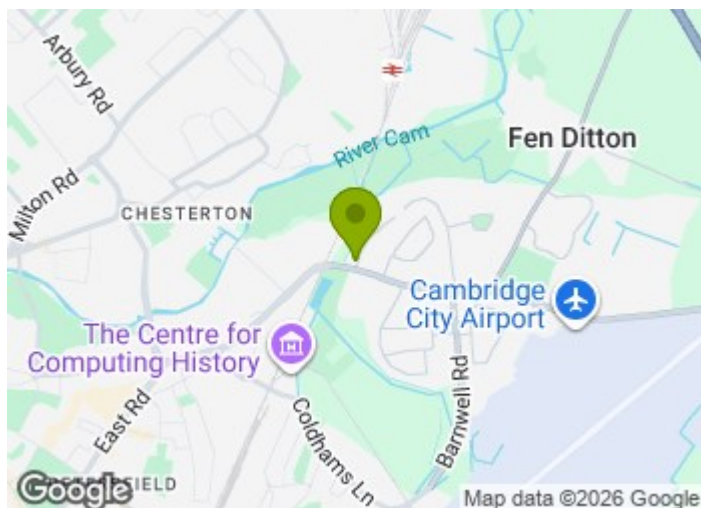 Arbury Rd
River Cam
Fen Ditton
Milton Rd
CHESTERTON
Cambridge
City Airport
The Centre for
Computing History
East Rd
Coldhams Ln
Barnwell Rd
Google
Map data ©2026 Google